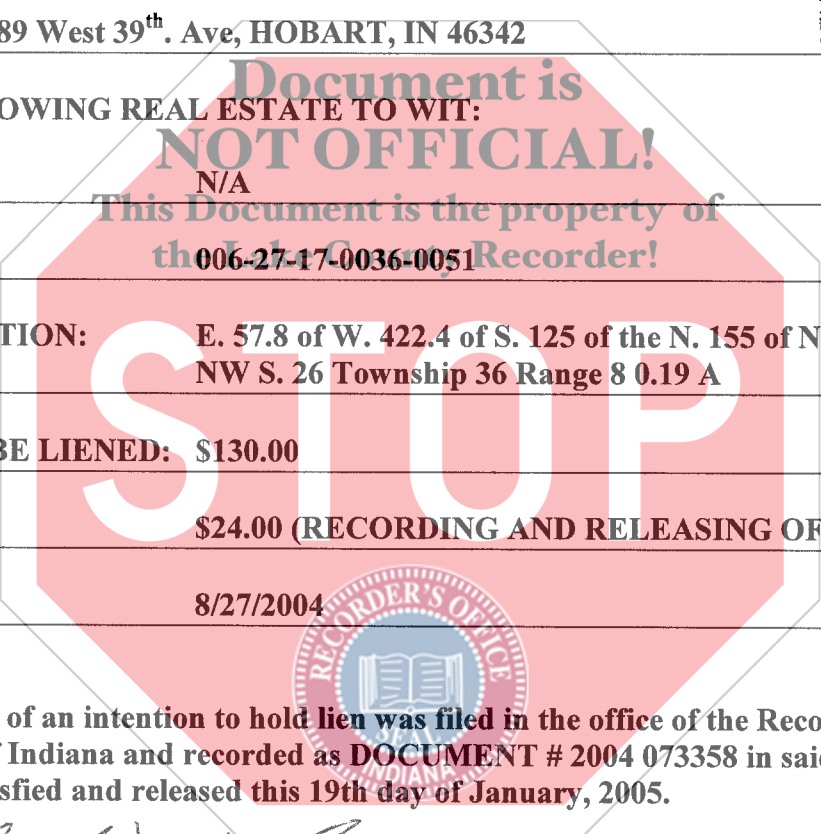 89 West 39th. Ave, HOBART, IN 46342
Document is
OWING REAL ESTATE TO WIT:
NOT OFFICIAL!
N/A
This Document is the property of
the Lake County Recorder!
006-27-17-0036-0051
TION: E. 57.8 of W. 422.4 of S. 125 of the N. 155 of N
NW S. 26 Township 36 Range 8 0.19 A
STOP
BE LIENED: $130.00
$24.00 (RECORDING AND RELEASING OF
8/27/2004
RECORDER'S OFFICE
SEAL
INDIANA
of an intention to hold lien was filed in the office of the Reco
f Indiana and recorded as DOCUMENT # 2004 073358 in said
sfied and released this 19th day of January, 2005.